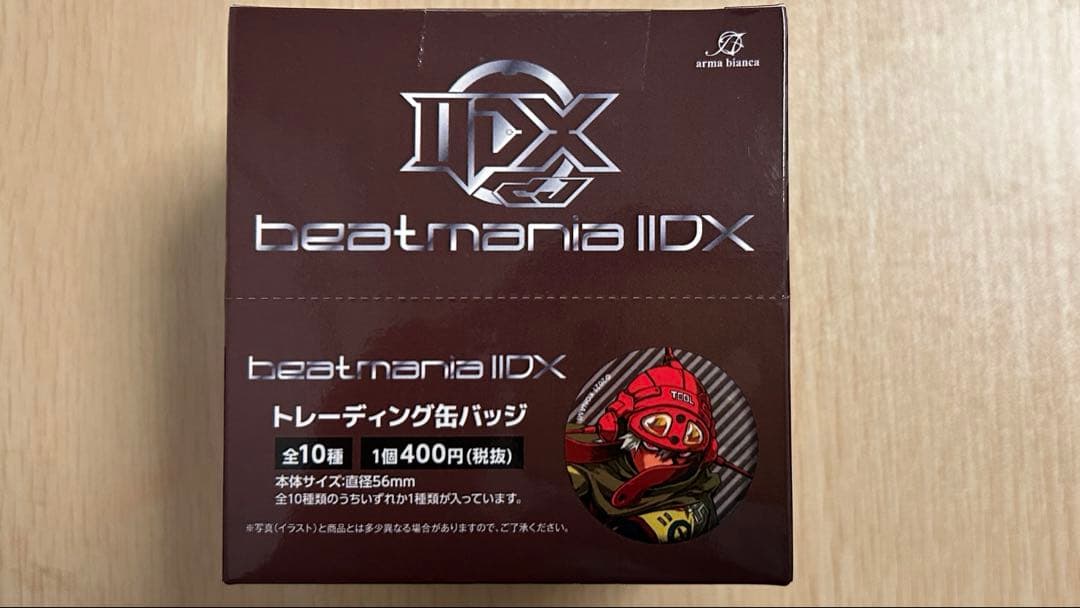 arma bianca
IIDX
beatmania IIDX
beatmania IIDX
トレーディング缶バッジ
全10種
1個400円(税抜)
本体サイズ:直径56mm
全10種類のうちいずれか1種類が入っています。
※写真(イラスト)と商品とは多少異なる場合がありますので、ご了承ください。
TOOL